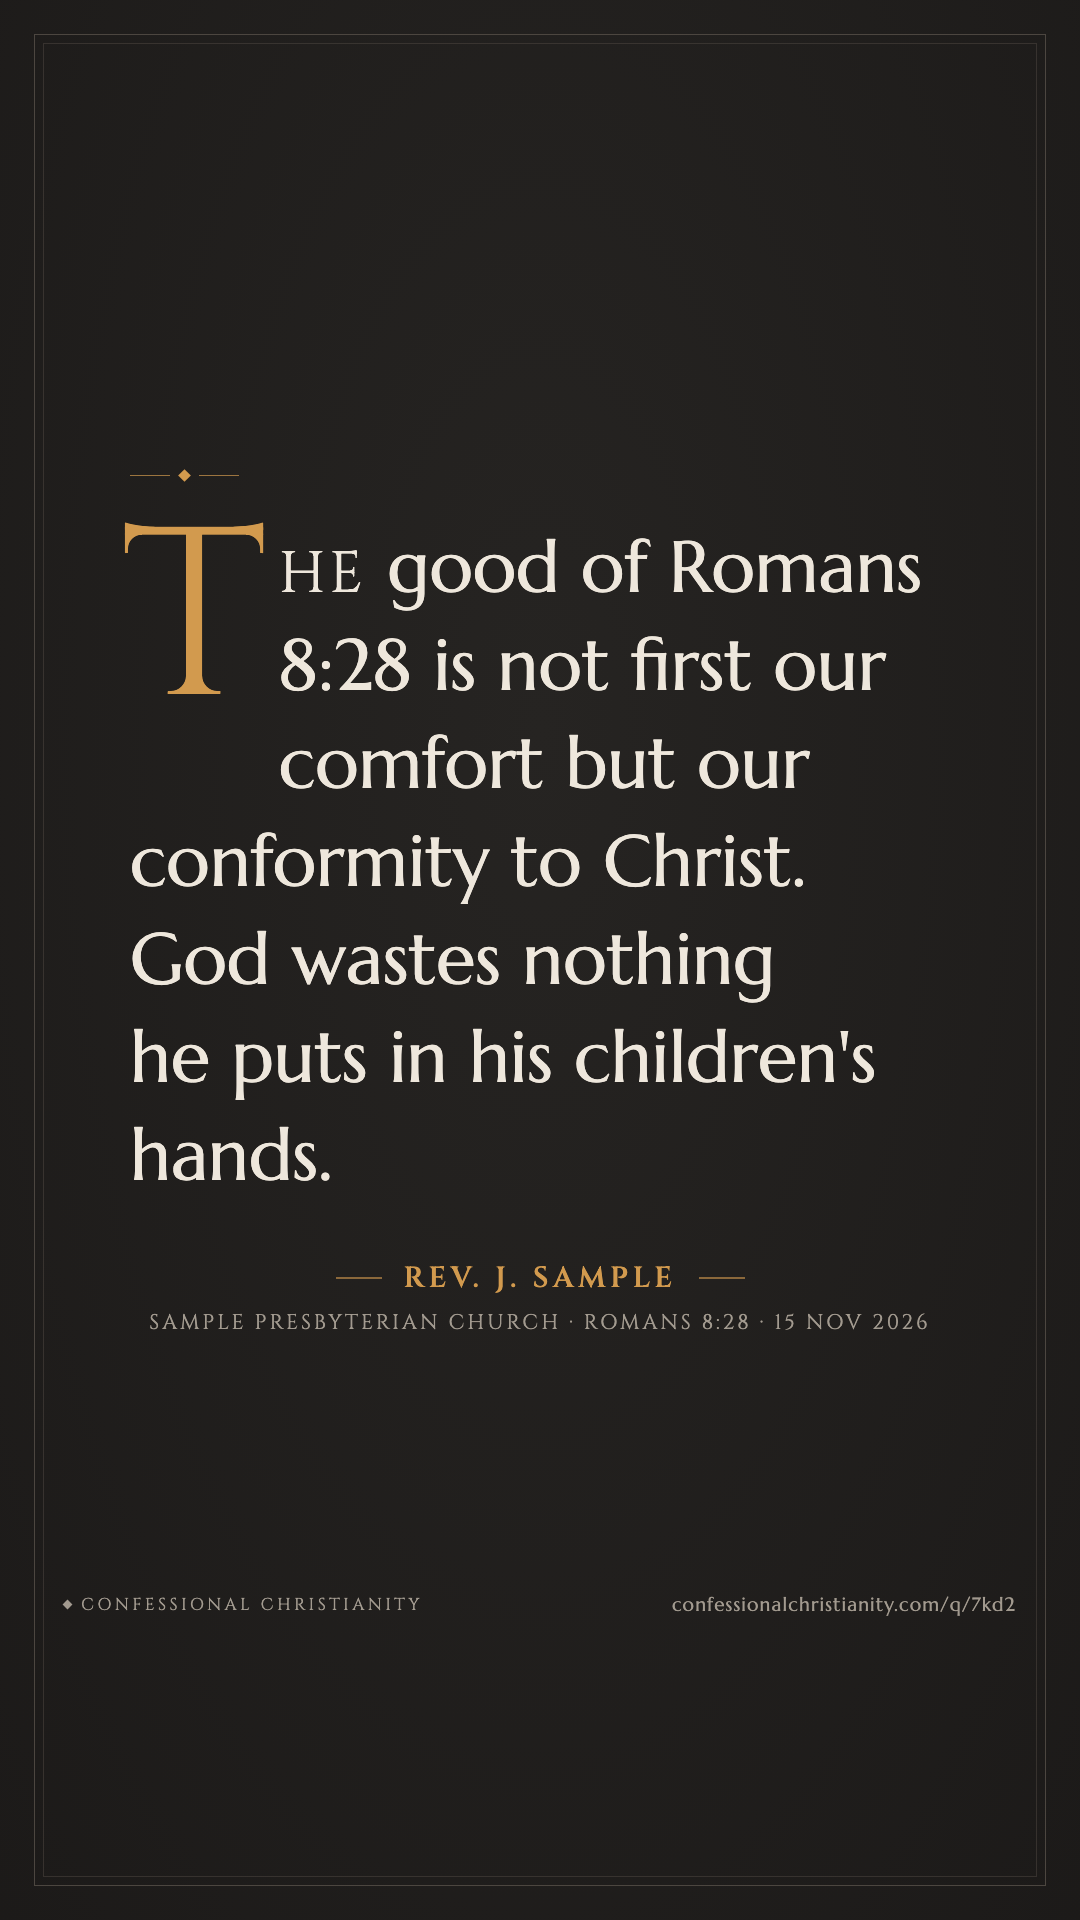 THE good of Romans
8:28 is not first our
comfort but our
conformity to Christ.
God wastes nothing
he puts in his children's
hands.
REV. J. SAMPLE
SAMPLE PRESBYTERIAN CHURCH · ROMANS 8:28 · 15 NOV 2026
CONFESSIONAL CHRISTIANITY
confessionalchristianity.com/q/7kd2